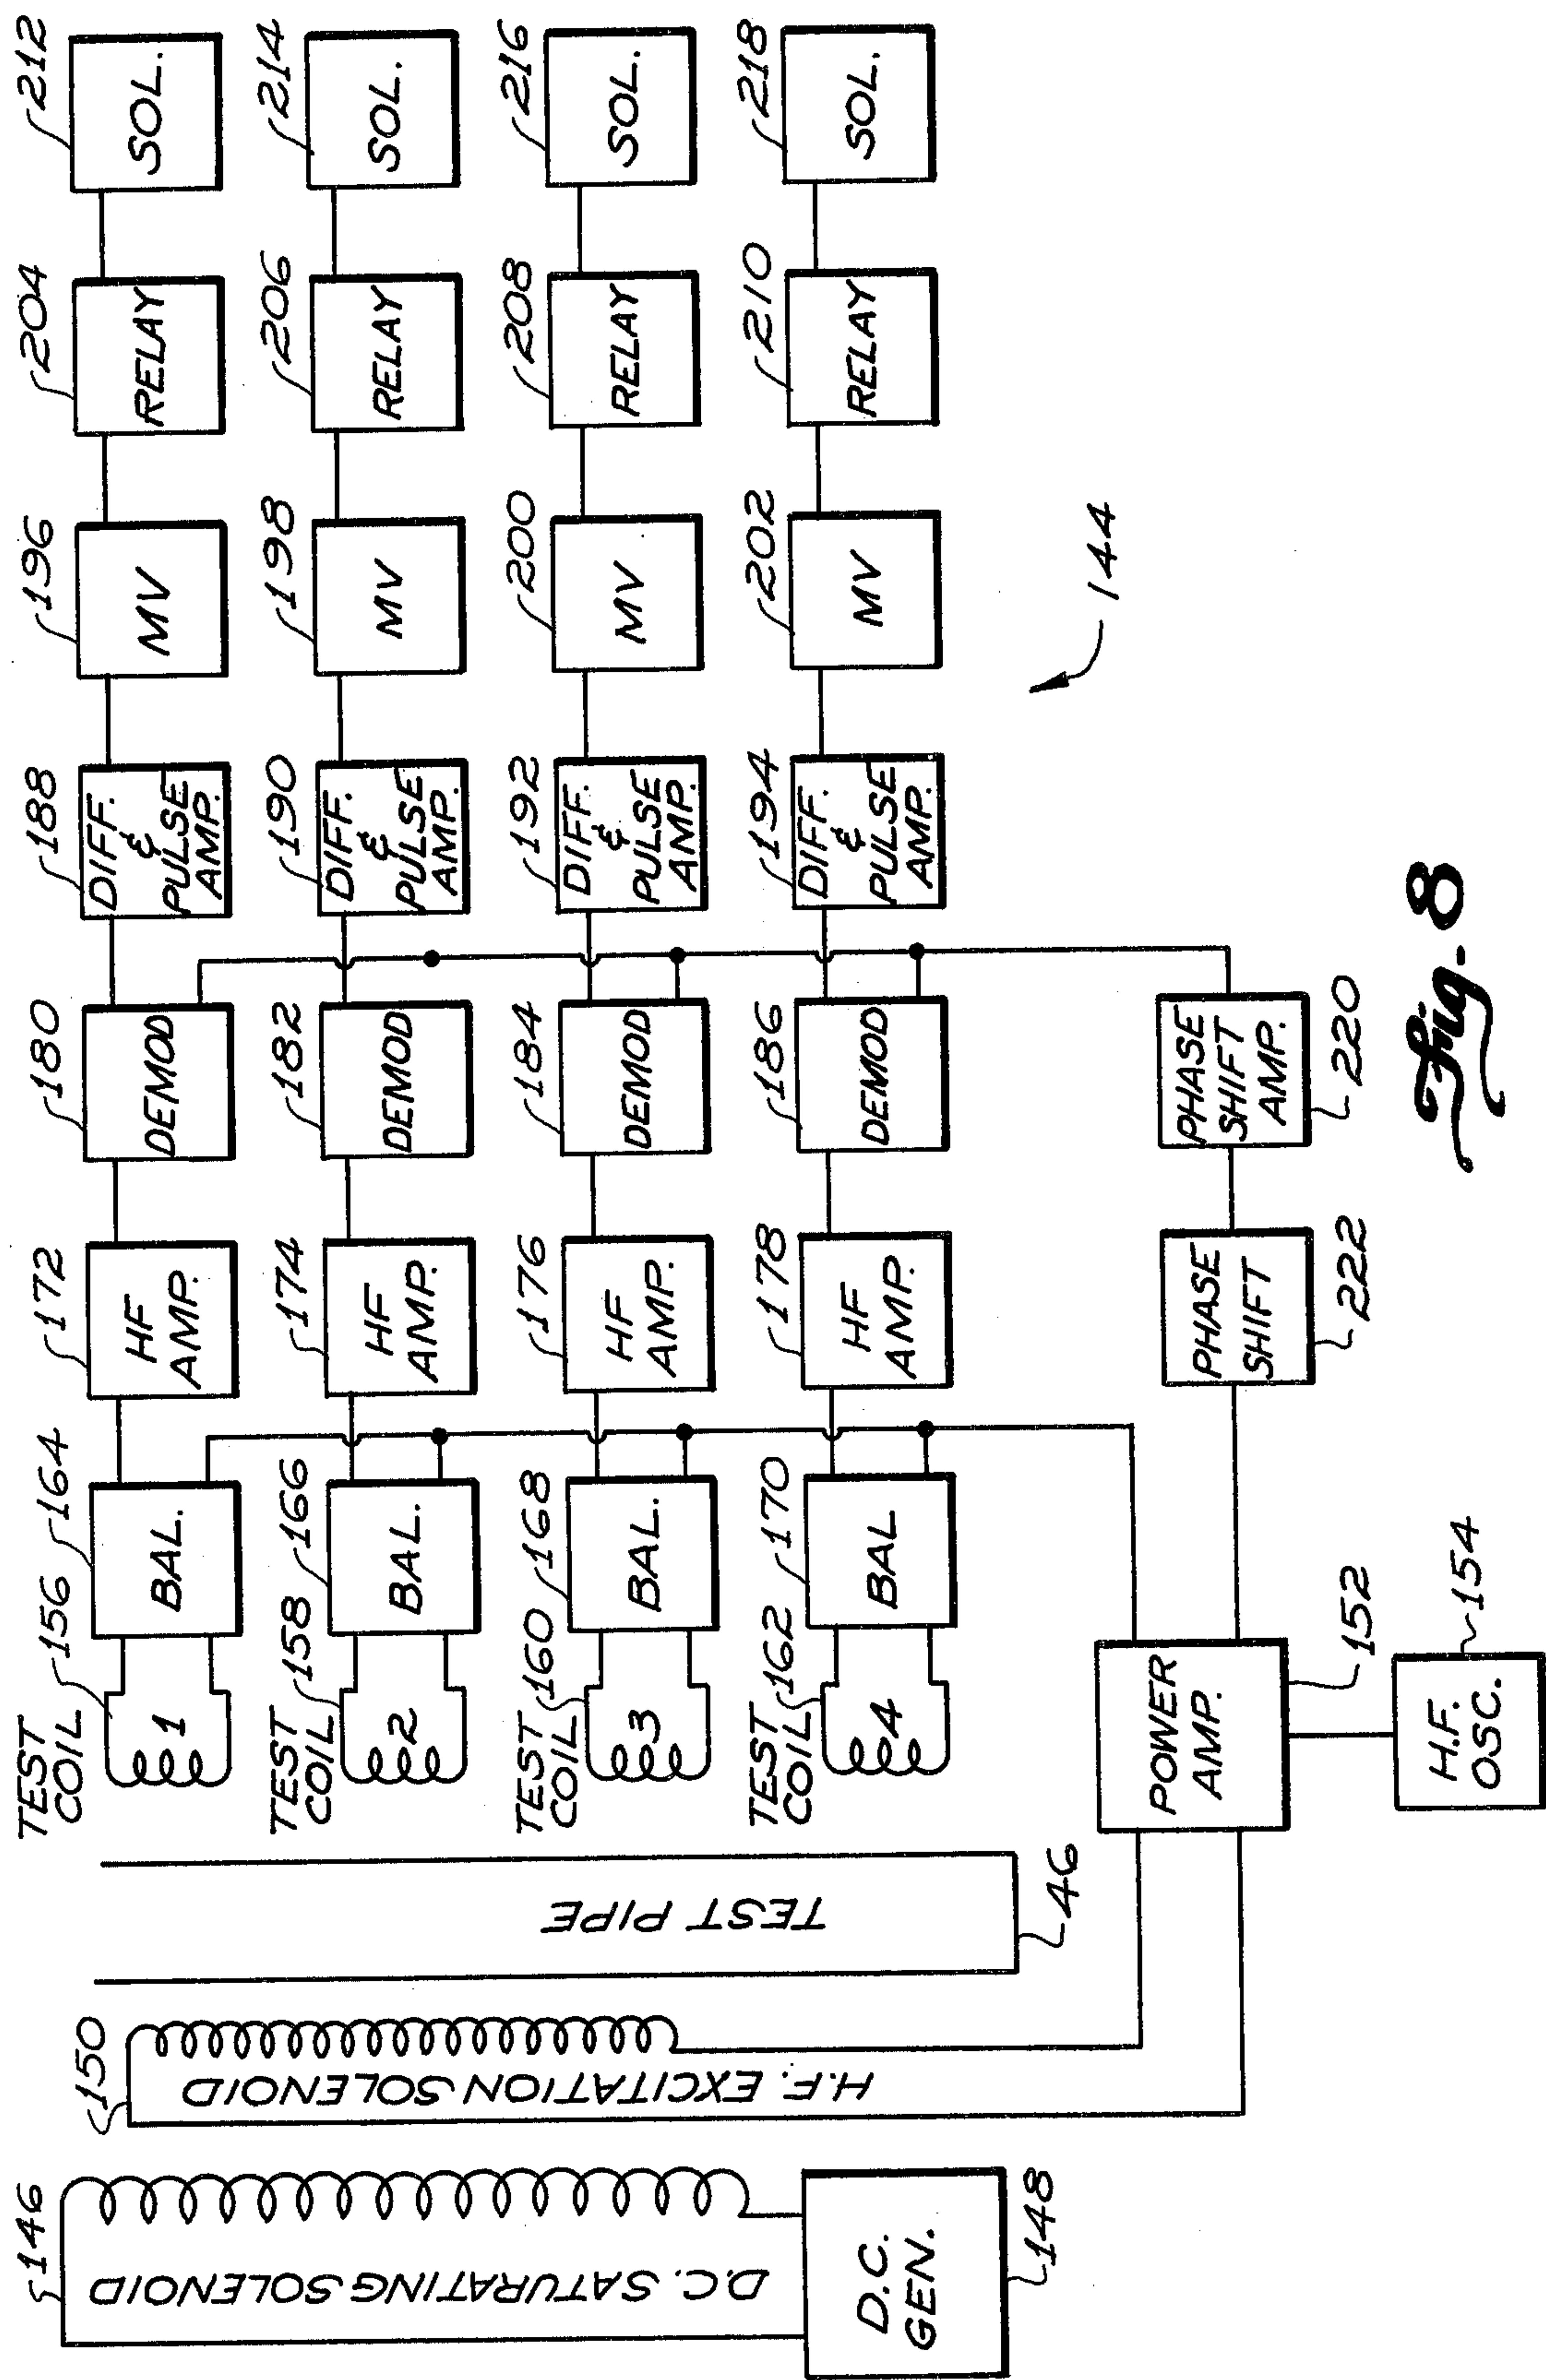 212
SOL.
214
SOL.
216
SOL.
218
SOL.
204
RELAY
206
RELAY
208
RELAY
210
RELAY
196
MV
198
MV
200
MV
202
MV
144
188
DIFF.
&
PULSE
AMP.
190
DIFF.
&
PULSE
AMP.
192
DIFF.
&
PULSE
AMP.
194
DIFF.
&
PULSE
AMP.
180
DEMOD
182
DEMOD
184
DEMOD
186
DEMOD
PHASE
SHIFT
AMP.
220
172
HF
AMP.
174
HF
AMP.
176
HF
AMP.
178
HF
AMP.
PHASE
SHIFT
222
164
BAL.
166
BAL.
168
BAL.
170
BAL
156
TEST
COIL
1
158
TEST
COIL
2
160
TEST
COIL
3
162
TEST
COIL
4
POWER
AMP.
152
H.F.
OSC.
154
TEST PIPE
46
150
H.F. EXCITATION SOLENOID
146
D.C. SATURATING SOLENOID
D.C.
GEN.
148
Fig. 8